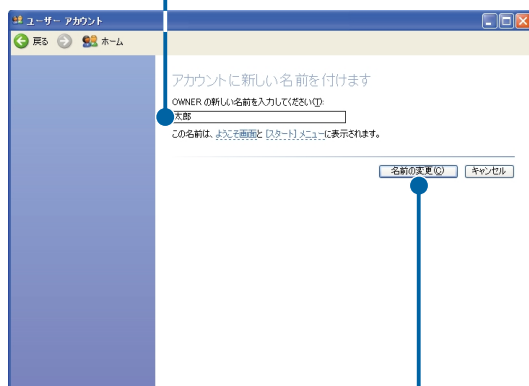 ユーザー アカウント
戻る ホーム
アカウントに新しい名前を付けます
OWNER の新しい名前を入力してください(T):
太郎
この名前は、ようこそ画面と [スタート] メニューに表示されます。
名前の変更(C) キャンセル